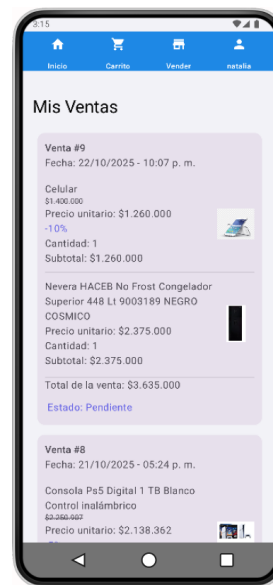 3:15
Inicio
Carrito
Vender
natalia
Mis Ventas
Venta #9
Fecha: 22/10/2025 - 10:07 p. m.
Celular
$1.400.000
Precio unitario: $1.260.000
-10%
Cantidad: 1
Subtotal: $1.260.000
Nevera HACEB No Frost Congelador
Superior 448 Lt 9003189 NEGRO
COSMICO
Precio unitario: $2.375.000
Cantidad: 1
Subtotal: $2.375.000
Total de la venta: $3.635.000
Estado: Pendiente
Venta #8
Fecha: 21/10/2025 - 05:24 p. m.
Consola Ps5 Digital 1 TB Blanco
Control inalámbrico
$2.250.907
Precio unitario: $2.138.362